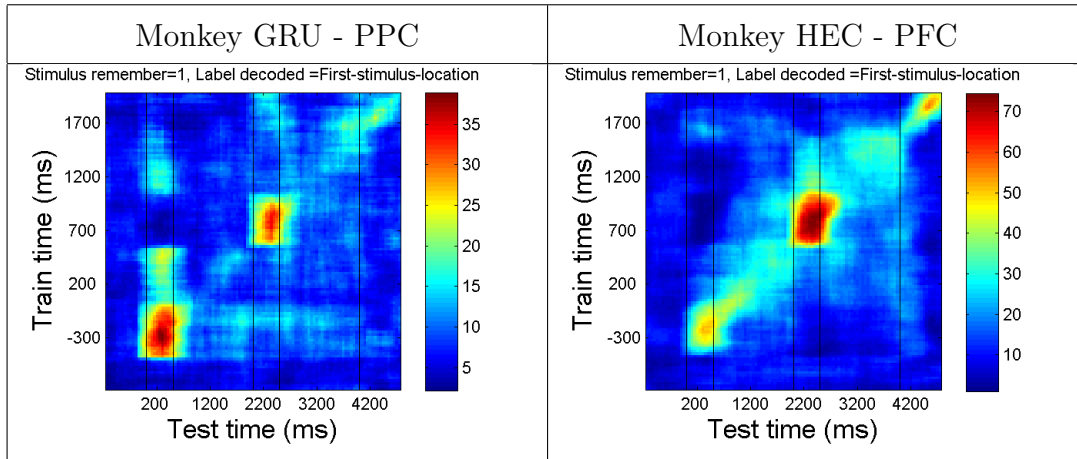 Monkey GRU - PPC
Stimulus remember=1, Label decoded =First-stimulus-location
Train time (ms)
1700
1200
700
200
-300
200 1200 2200 3200 4200
Test time (ms)
35
30
25
20
15
10
5
Monkey HEC - PFC
Stimulus remember=1, Label decoded =First-stimulus-location
Train time (ms)
1700
1200
700
200
-300
200 1200 2200 3200 4200
Test time (ms)
70
60
50
40
30
20
10